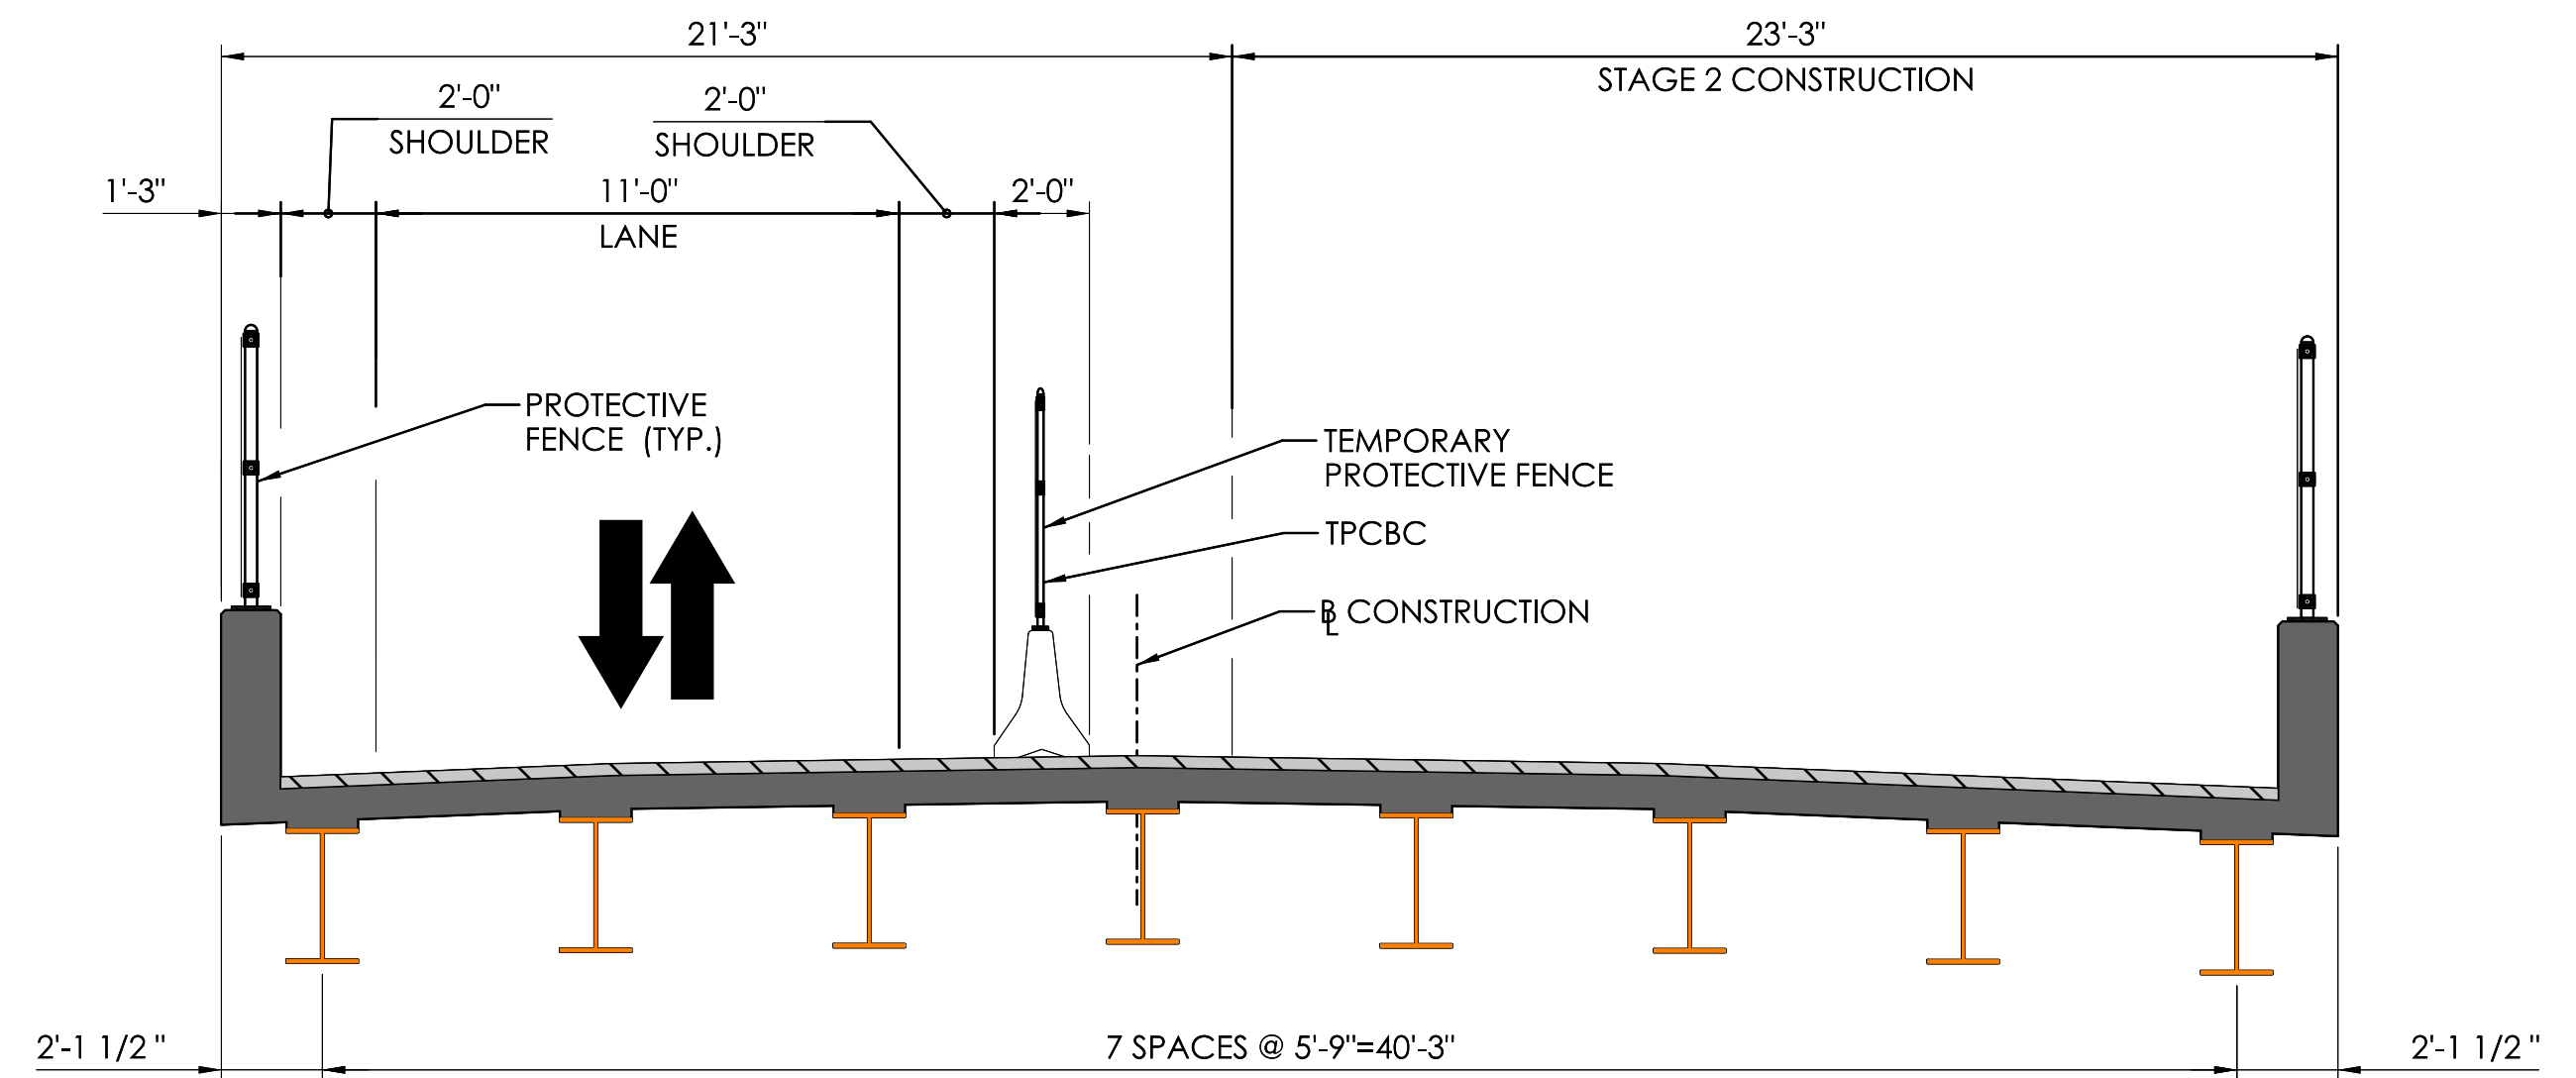 21'-3"
23'-3"
STAGE 2 CONSTRUCTION
2'-0"
SHOULDER
2'-0"
SHOULDER
1'-3"
11'-0"
LANE
2'-0"
PROTECTIVE
FENCE (TYP.)
TEMPORARY
PROTECTIVE FENCE
TPCBC
BL CONSTRUCTION
2'-1 1/2 "
7 SPACES @ 5'-9"=40'-3"
2'-1 1/2 "